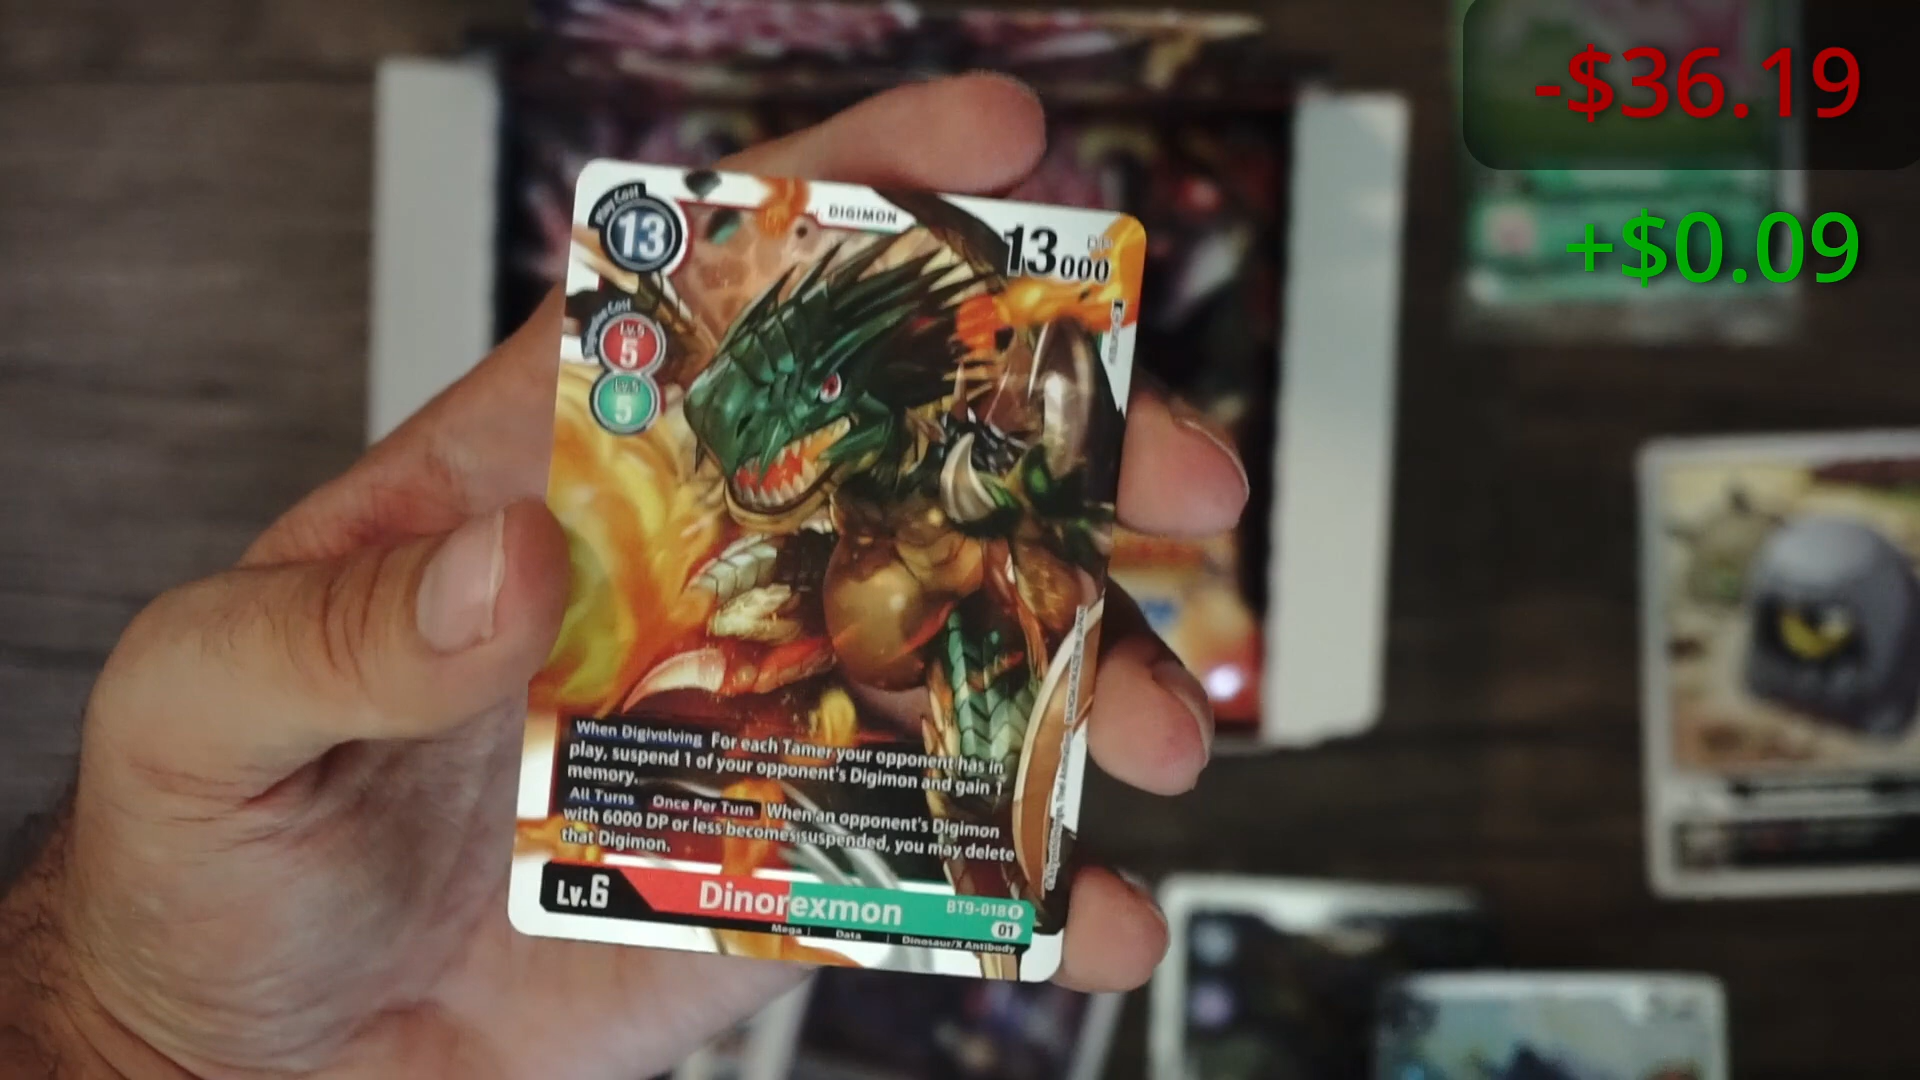 -$36.19
+$0.09
Play Cost
13
DIGIMON
DP
13000
Lv.5
5
Lv.5
5
When Digivolving For each Tamer your opponent has in
play, suspend 1 of your opponent's Digimon and gain 1
memory.
All Turns Once Per Turn When an opponent's Digimon
with 6000 DP or less becomes suspended, you may delete
that Digimon.
Lv.6
Dinorexmon
BT9-018 R
01
Mega | Data | Dinosaur/X Antibody